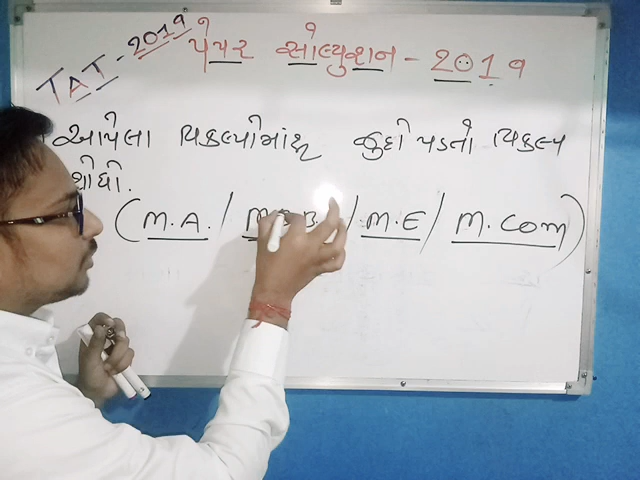 TAT-2019
પેપર સોલ્યુશન - 2019
આપેલા વિકલ્પોમાંથી જુદો પડતો વિકલ્પ
શોધો.
(M.A./ / M.E/ M.COM)